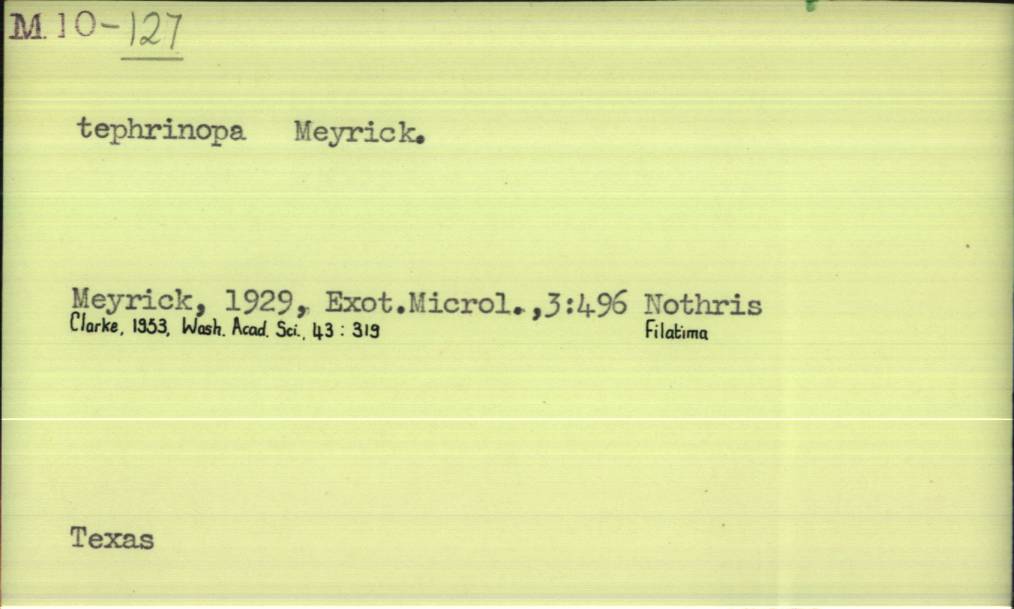 M 10-127
tephrinopa Meyrick.
Meyrick, 1929, Exot.Microl.,3:496 Nothris
Clarke, 1953, Wash. Acad. Sci., 43 : 319 Filatima
Texas